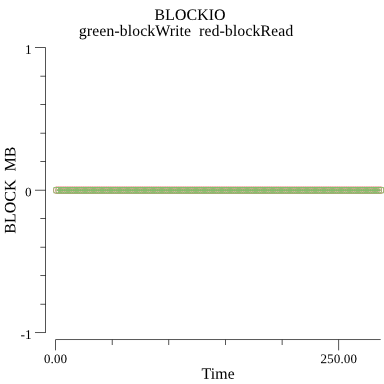 BLOCKIO
green-blockWrite  red-blockRead
1
BLOCK  MB
0
-1
0.00
250.00
Time